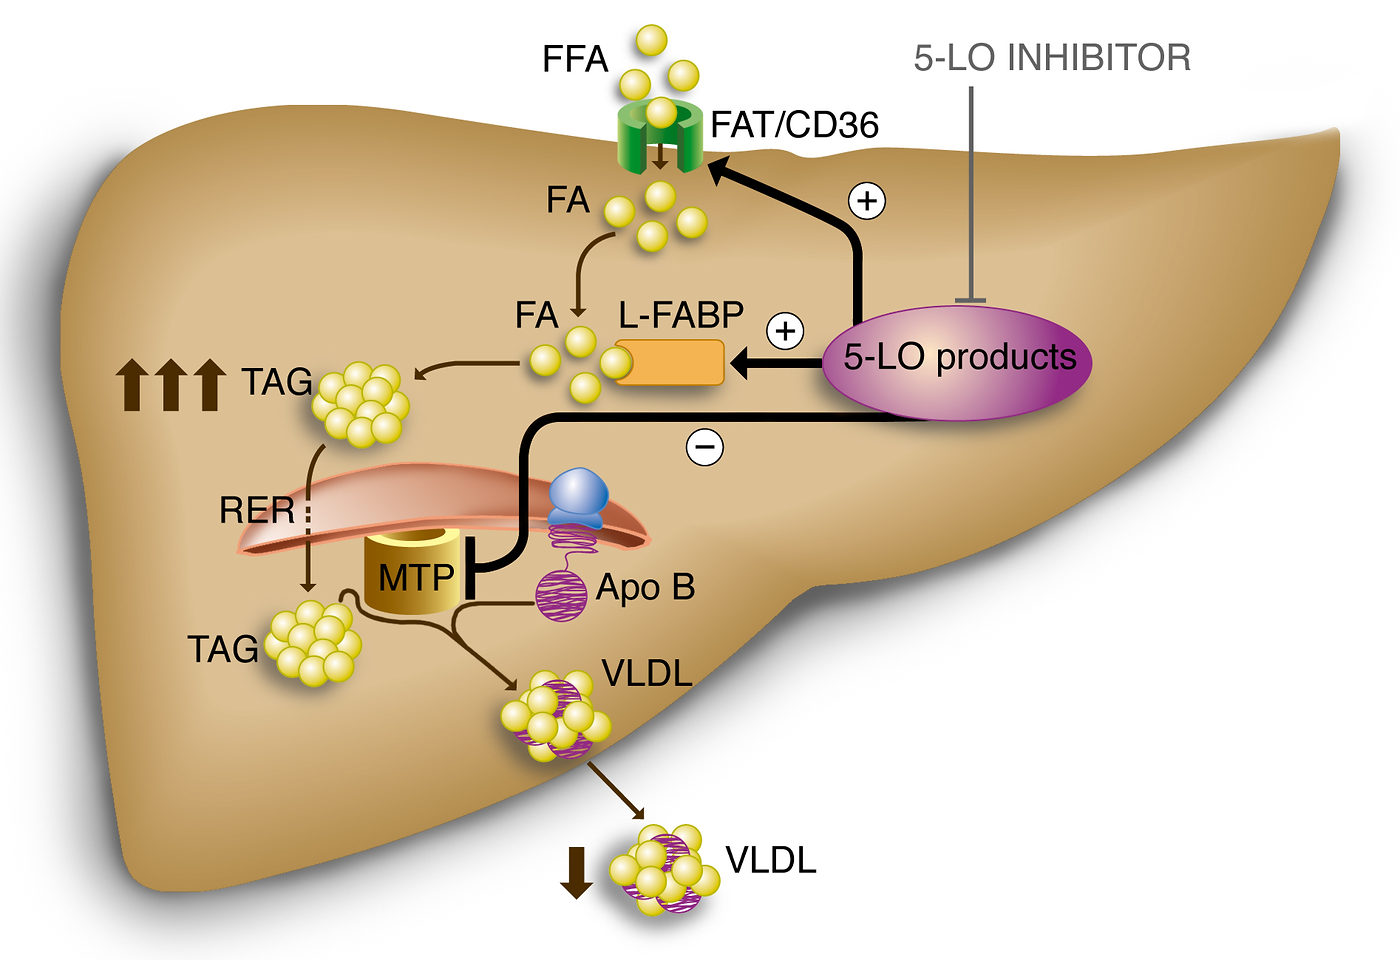 FFA
5-LO INHIBITOR
FAT/CD36
FA
+
FA
L-FABP
+
5-LO products
TAG
−
RER
MTP
Apo B
TAG
VLDL
VLDL